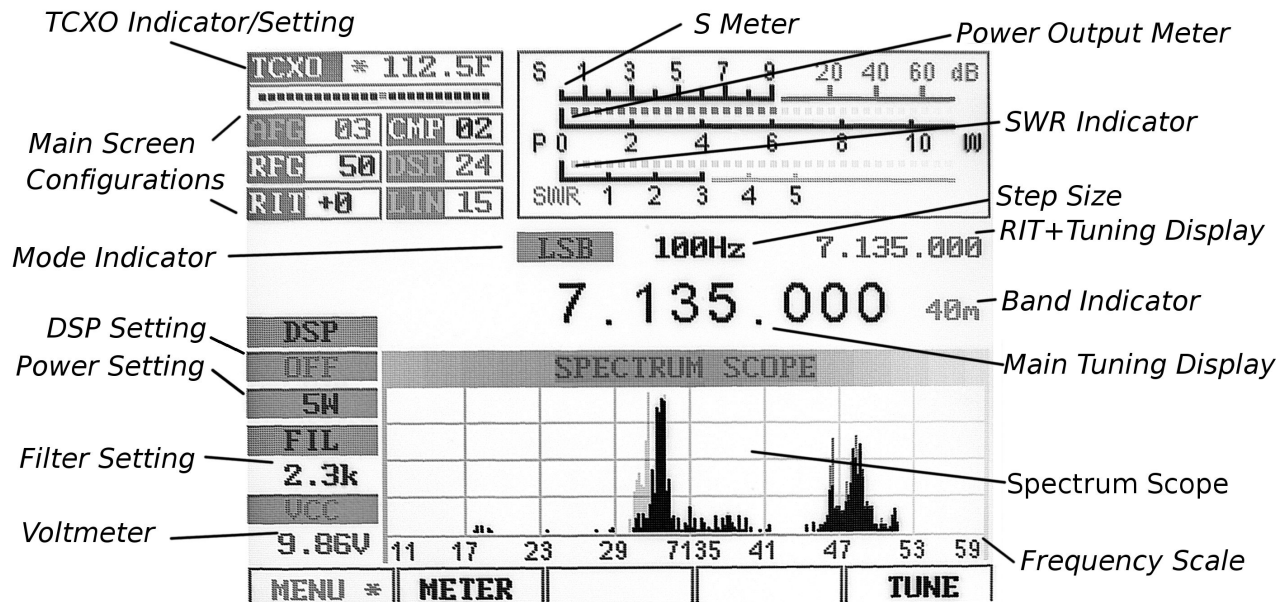 TCXO Indicator/Setting
S Meter
Power Output Meter
TCXO * 112.5F
S 1 3 5 7 9 20 40 60 dB
AFG 03 CMP 02
SWR Indicator
Main Screen
Configurations
P 0 2 4 6 8 10 W
RFG 50 DSP 24
RIT +0 LIN 15
SWR 1 2 3 4 5
Step Size
RIT+Tuning Display
Mode Indicator
LSB 100Hz 7.135.000
7.135.000 40m
Band Indicator
DSP Setting
DSP
OFF
Power Setting
5W
SPECTRUM SCOPE
Main Tuning Display
FIL
Filter Setting
2.3k
Spectrum Scope
VCC
Voltmeter
9.86V
11 17 23 29 7135 41 47 53 59
Frequency Scale
MENU * METER TUNE